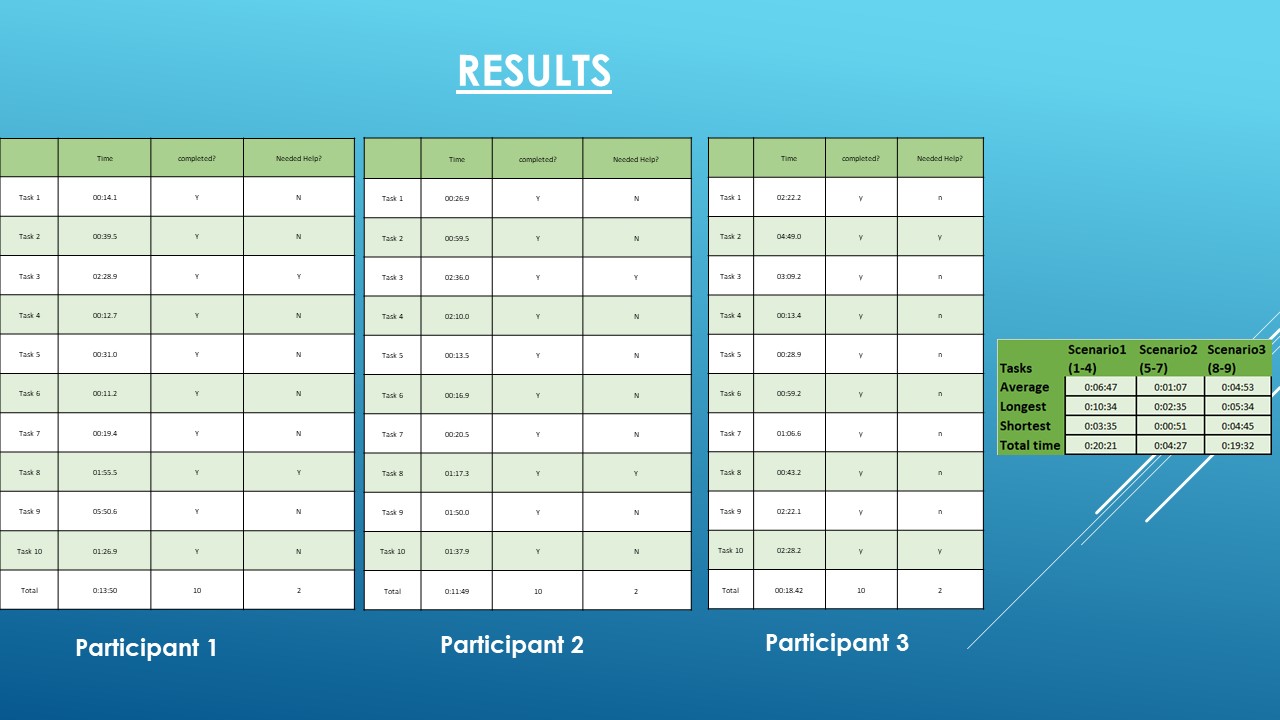 RESULTS
Time completed? Needed Help?
Task 1 00:14.1 Y N
Task 2 00:39.5 Y N
Task 3 02:28.9 Y Y
Task 4 00:12.7 Y N
Task 5 00:31.0 Y N
Task 6 00:11.2 Y N
Task 7 00:19.4 Y N
Task 8 01:55.5 Y Y
Task 9 05:50.6 Y N
Task 10 01:26.9 Y N
Total 0:13:50 10 2
Participant 1
Time completed? Needed Help?
Task 1 00:26.9 Y N
Task 2 00:59.5 Y N
Task 3 02:36.0 Y Y
Task 4 02:10.0 Y N
Task 5 00:13.5 Y N
Task 6 00:16.9 Y N
Task 7 00:20.5 Y N
Task 8 01:17.3 Y Y
Task 9 01:50.0 Y N
Task 10 01:37.9 Y N
Total 0:11:49 10 2
Participant 2
Time completed? Needed Help?
Task 1 02:22.2 y n
Task 2 04:49.0 y y
Task 3 03:09.2 y n
Task 4 00:13.4 y n
Task 5 00:28.9 y n
Task 6 00:59.2 y n
Task 7 01:06.6 y n
Task 8 00:43.2 y n
Task 9 02:22.1 y n
Task 10 02:28.2 y y
Total 00:18.42 10 2
Participant 3
Scenario1 Scenario2 Scenario3
Tasks (1-4) (5-7) (8-9)
Average 0:06:47 0:01:07 0:04:53
Longest 0:10:34 0:02:35 0:05:34
Shortest 0:03:35 0:00:51 0:04:45
Total time 0:20:21 0:04:27 0:19:32